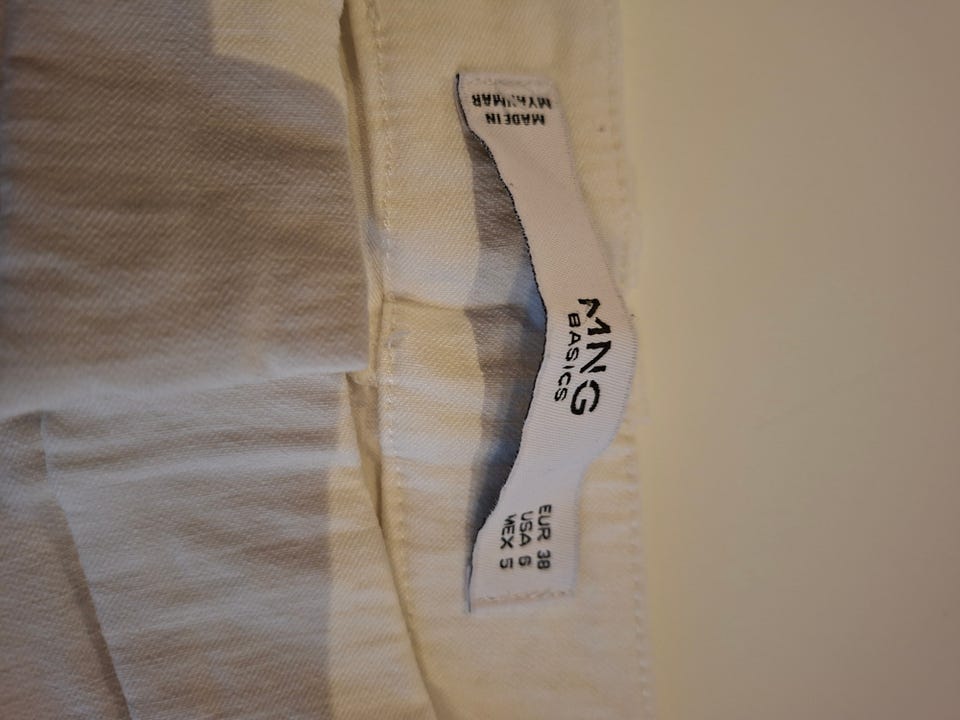 MADE IN
MYANMAR
MNG
BASICS
EUR 38
USA 6
MEX 5